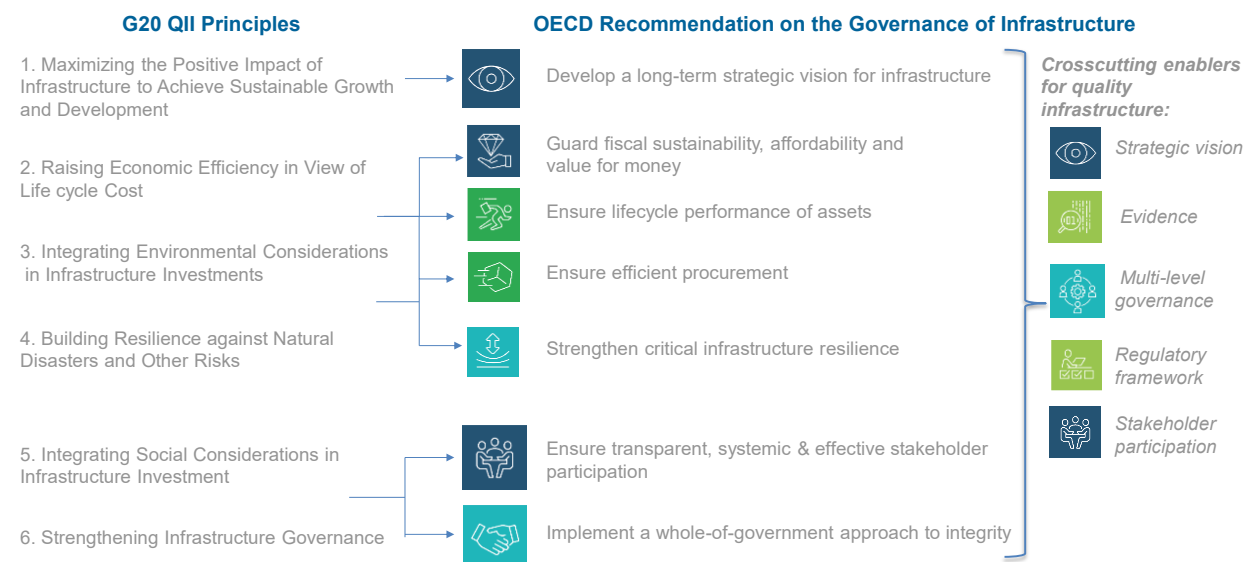 G20 QII Principles
OECD Recommendation on the Governance of Infrastructure
1. Maximizing the Positive Impact of
Infrastructure to Achieve Sustainable Growth
and Development
2. Raising Economic Efficiency in View of
Life cycle Cost
3. Integrating Environmental Considerations
in Infrastructure Investments
4. Building Resilience against Natural
Disasters and Other Risks
5. Integrating Social Considerations in
Infrastructure Investment
6. Strengthening Infrastructure Governance
Develop a long-term strategic vision for infrastructure
Guard fiscal sustainability, affordability and
value for money
Ensure lifecycle performance of assets
Ensure efficient procurement
Strengthen critical infrastructure resilience
Ensure transparent, systemic & effective stakeholder
participation
Implement a whole-of-government approach to integrity
Crosscutting enablers
for quality
infrastructure:
Strategic vision
Evidence
Multi-level
governance
Regulatory
framework
Stakeholder
participation